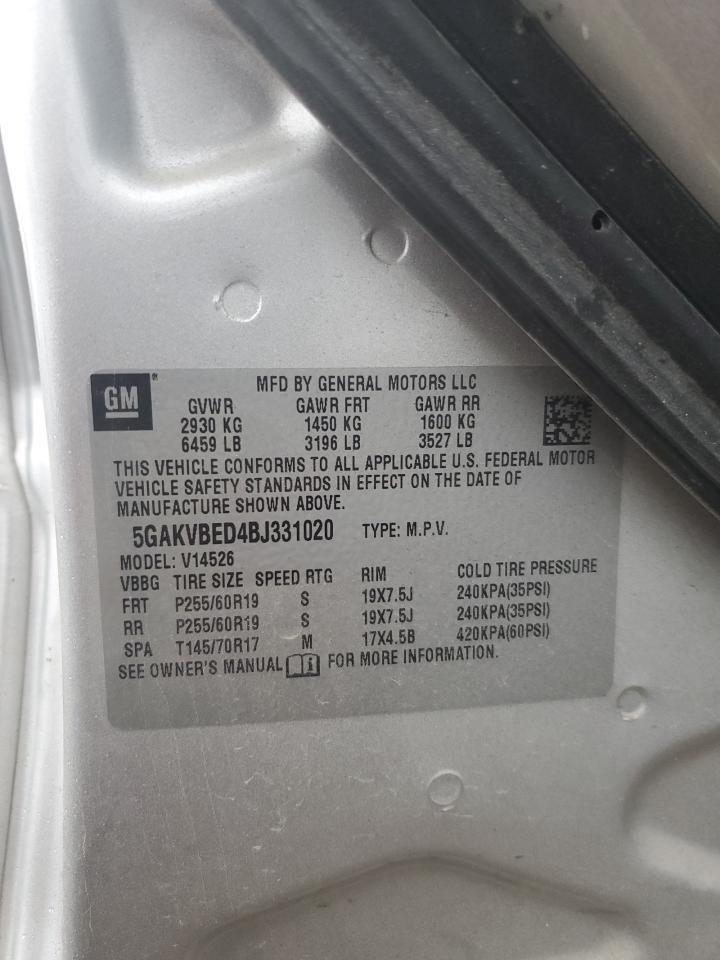 GM ® MFD BY GENERAL MOTORS LLC
GVWR GAWR FRT GAWR RR
2930 KG 1450 KG 1600 KG
6459 LB 3196 LB 3527 LB
THIS VEHICLE CONFORMS TO ALL APPLICABLE U.S. FEDERAL MOTOR
VEHICLE SAFETY STANDARDS IN EFFECT ON THE DATE OF
MANUFACTURE SHOWN ABOVE.
5GAKVBED4BJ331020 TYPE: M.P.V.
MODEL: V14526
VBBG TIRE SIZE SPEED RTG RIM COLD TIRE PRESSURE
FRT P255/60R19 S 19X7.5J 240KPA(35PSI)
RR P255/60R19 S 19X7.5J 240KPA(35PSI)
SPA T145/70R17 M 17X4.5B 420KPA(60PSI)
SEE OWNER'S MANUAL i FOR MORE INFORMATION.